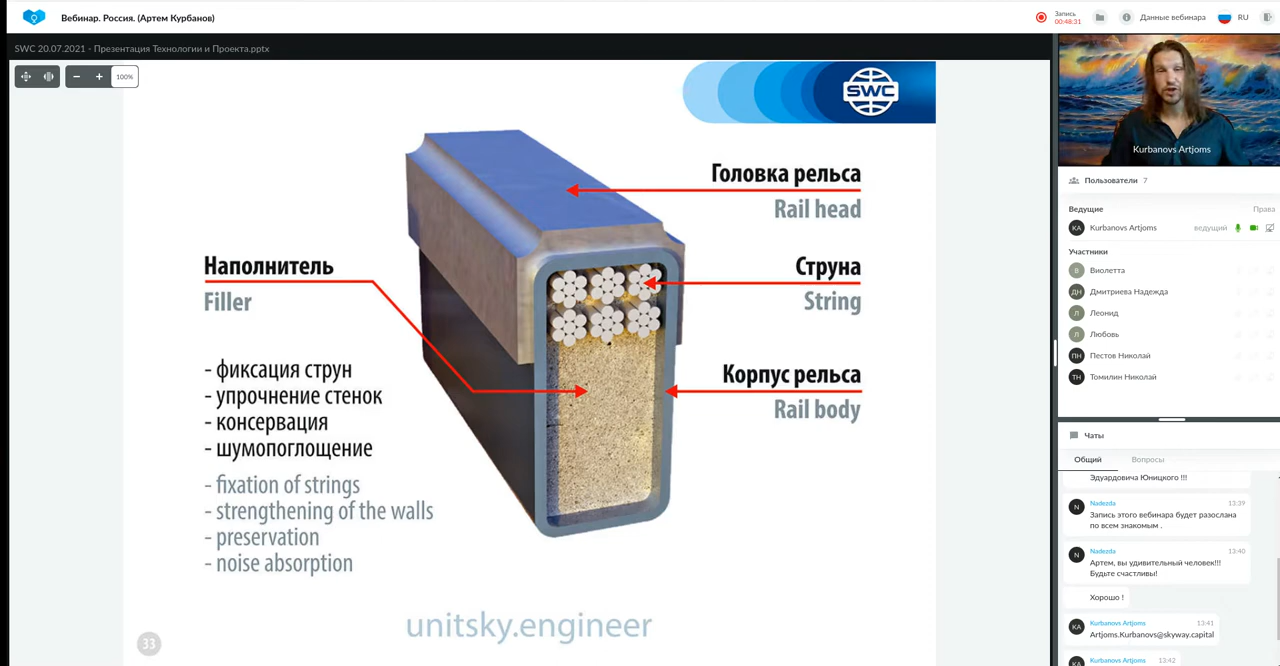 Вебинар. Россия. (Артем Курбанов)
Запись
00:48:31
Данные вебинара
RU
SWC 20.07.2021 - Презентация Технологии и Проекта.pptx
100%
SWC
Головка рельса
Rail head
Наполнитель
Filler
Струна
String
- фиксация струн
- упрочнение стенок
- консервация
- шумопоглощение
- fixation of strings
- strengthening of the walls
- preservation
- noise absorption
Корпус рельса
Rail body
unitsky.engineer
33
Kurbanovs Artjoms
Пользователи 7
Ведущие
Права
KA
Kurbanovs Artjoms
ведущий
Участники
В
Виолетта
ДН
Дмитриева Надежда
Л
Леонид
Л
Любовь
ПН
Пестов Николай
ТН
Томилин Николай
Чаты
Общий
Вопросы
Эдуардовича Юницкого !!!
N
Nadezda
13:39
Запись этого вебинара будет разослана
по всем знакомым .
N
Nadezda
13:40
Артем, вы удивительный человек!!!
Будьте счастливы!
Хорошо !
KA
Kurbanovs Artjoms
13:41
Artjoms.Kurbanovs@skyway.capital
KA
Kurbanovs Artjoms
13:42